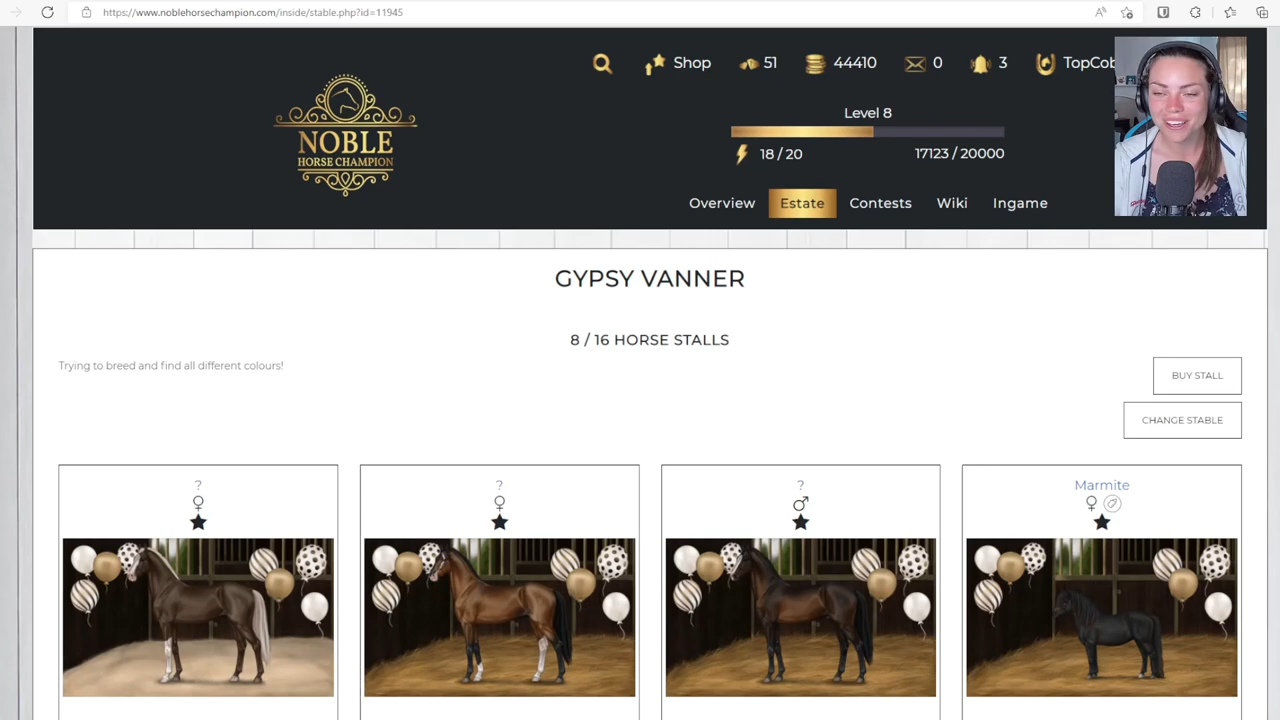 https://www.noblehorsechampion.com/inside/stable.php?id=11945
Shop
51
44410
0
3
TopCob
NOBLE
HORSE CHAMPION
Level 8
18 / 20
17123 / 20000
Overview
Estate
Contests
Wiki
Ingame
GYPSY VANNER
8 / 16 HORSE STALLS
Trying to breed and find all different colours!
BUY STALL
CHANGE STABLE
?
?
?
Marmite